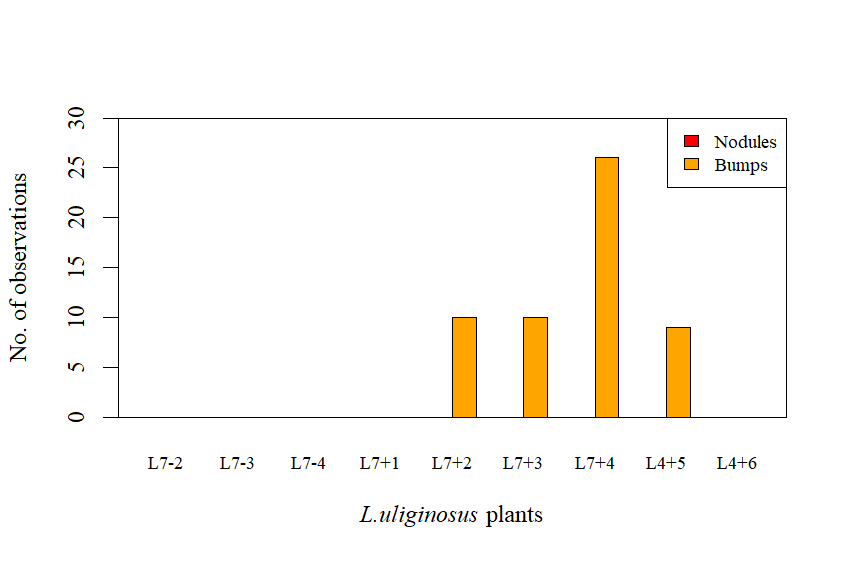 No. of observations
30
25
20
15
10
5
0
Nodules
Bumps
L7-2 L7-3 L7-4 L7+1 L7+2 L7+3 L7+4 L4+5 L4+6
L.uliginosus plants